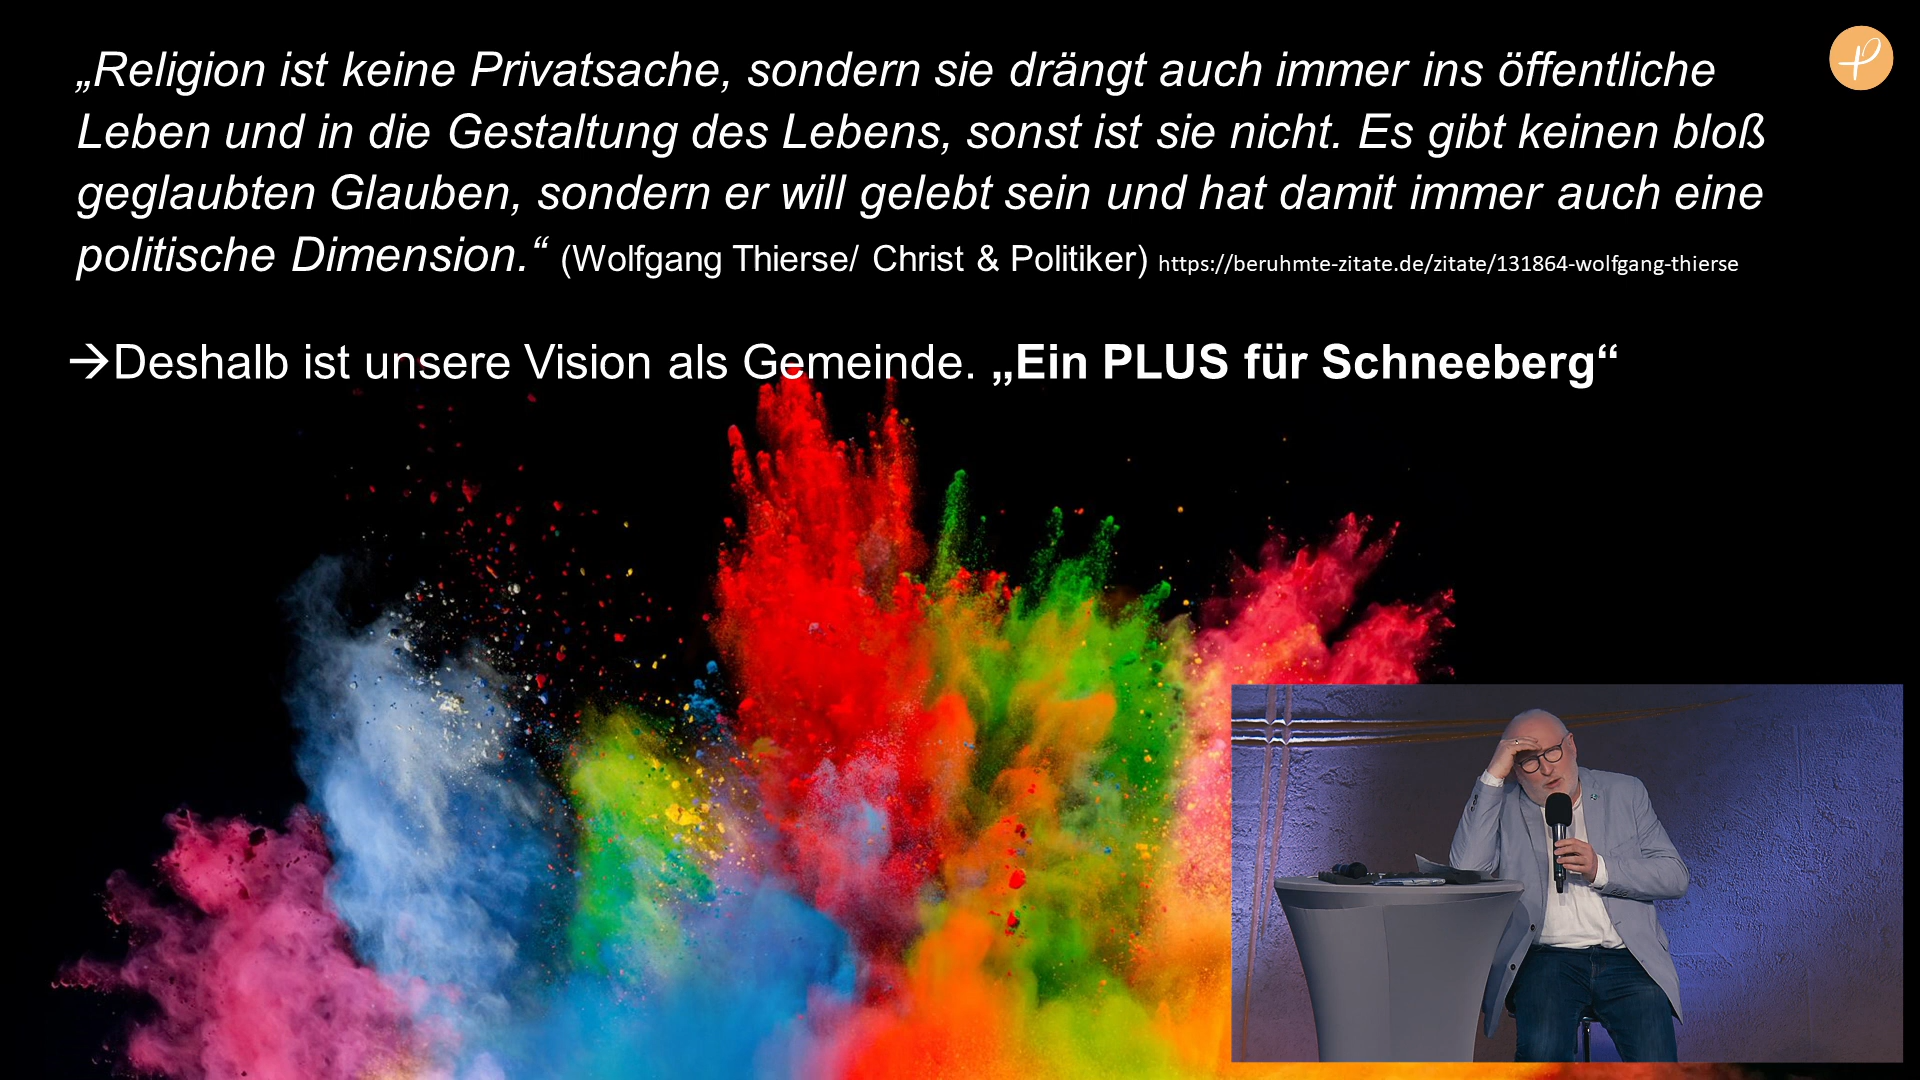 „Religion ist keine Privatsache, sondern sie drängt auch immer ins öffentliche
Leben und in die Gestaltung des Lebens, sonst ist sie nicht. Es gibt keinen bloß
geglaubten Glauben, sondern er will gelebt sein und hat damit immer auch eine
politische Dimension.“ (Wolfgang Thierse/ Christ & Politiker) https://beruhmte-zitate.de/zitate/131864-wolfgang-thierse
→Deshalb ist unsere Vision als Gemeinde. „Ein PLUS für Schneeberg“